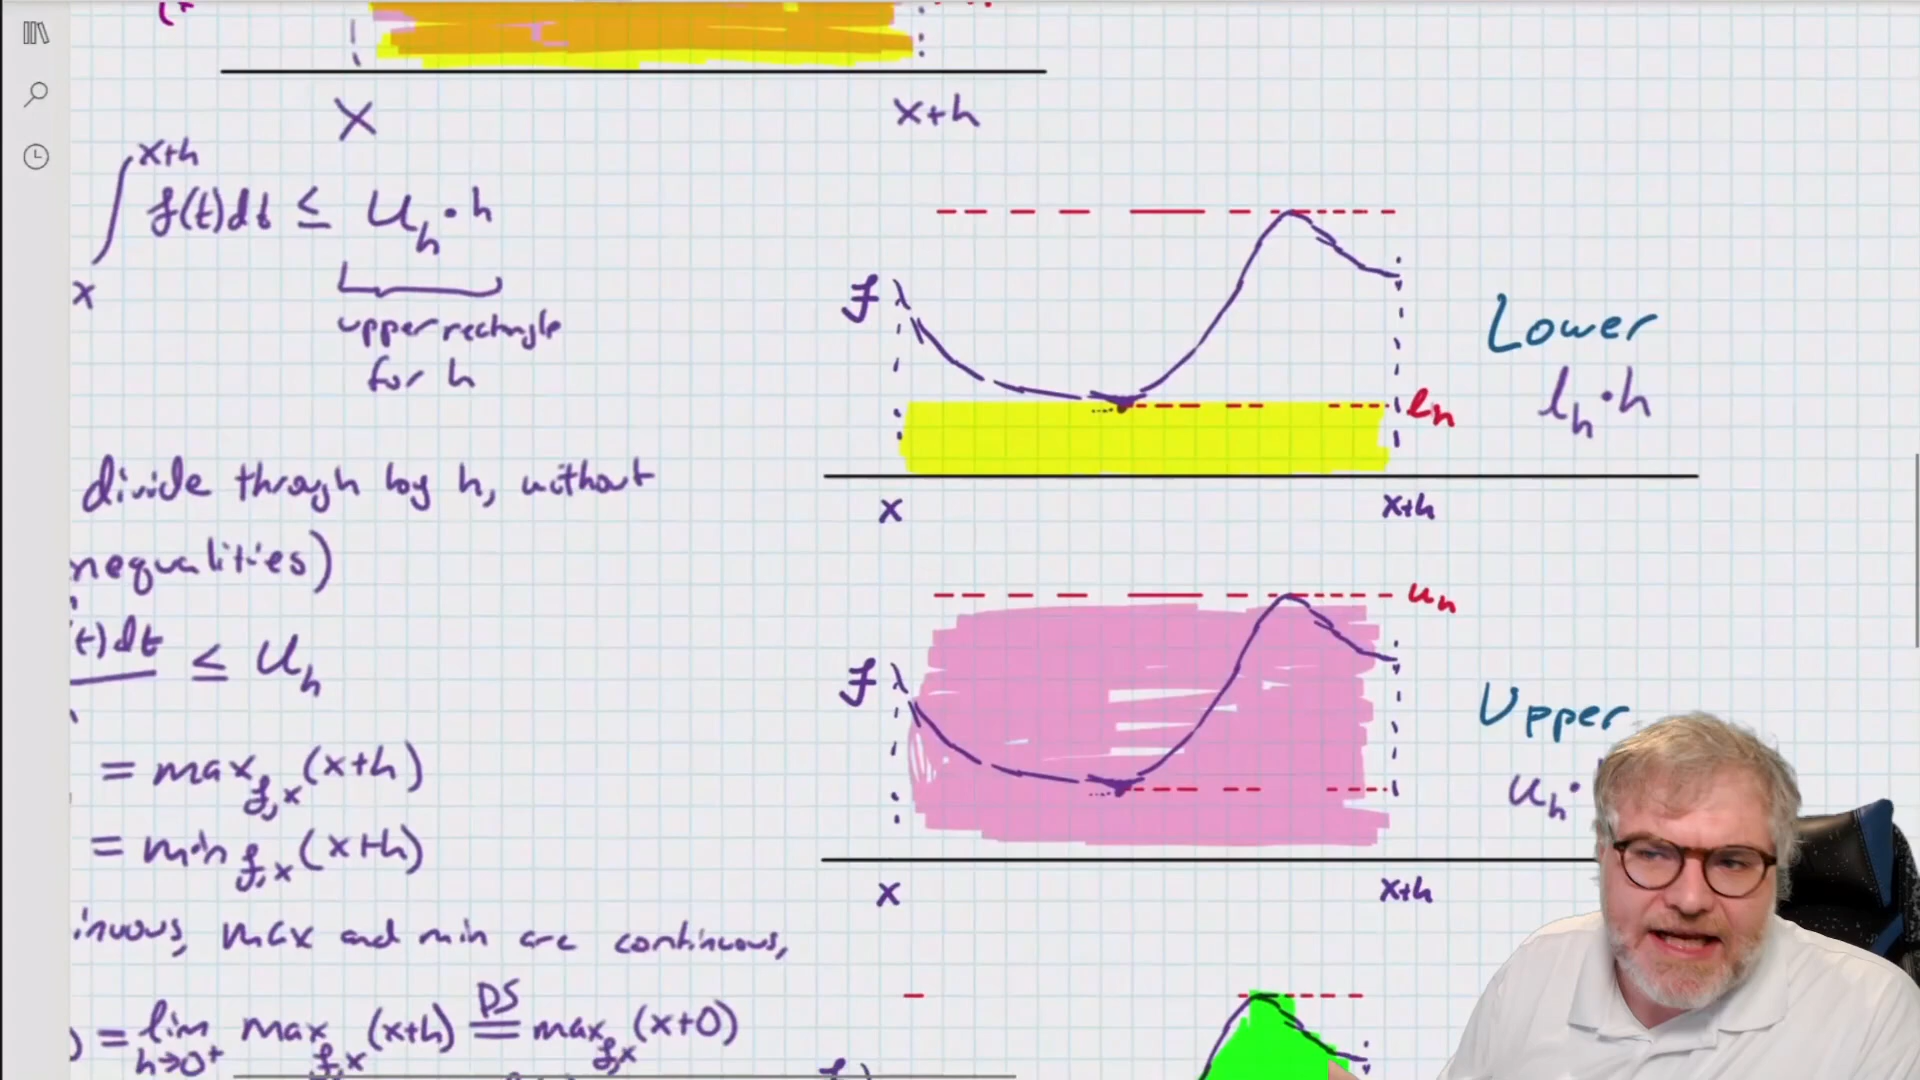 x
x+h
∫ₓ^{x+h} f(t)dt ≤ U_h · h
upper rectangle
for h
divide through by h, without
nequalities)
t)dt ≤ U_h
= max_{f,x} (x+h)
= min_{f,x} (x+h)
inuous, max and min are continuous,
) = lim_{h→0⁺} max_{f,x} (x+h) =^{DS} max_{f,x} (x+0)
f
Lower
l_h
l_h · h
x
x+h
u_h
f
Upper
u_h ·
x
x+h